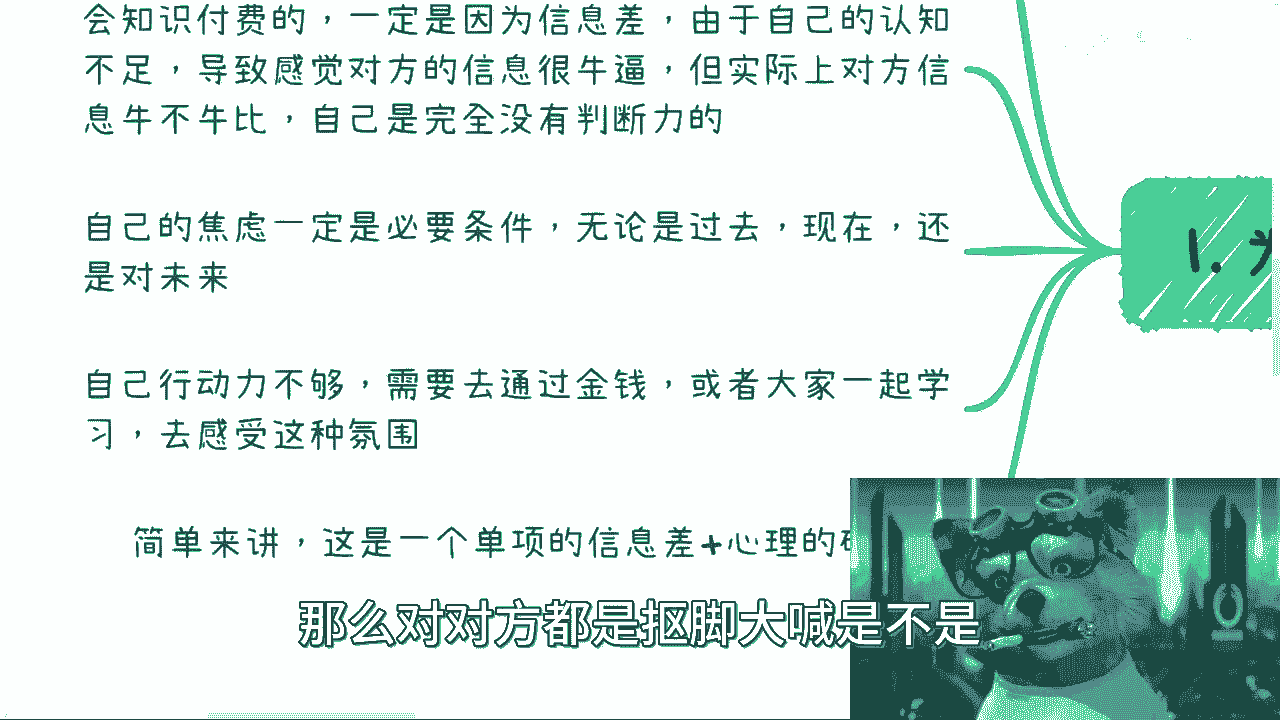 会知识付费的，一定是因为信息差，由于自己的认知
不足，导致感觉对方的信息很牛逼，但实际上对方信
息牛不牛比，自己是完全没有判断力的
自己的焦虑一定是必要条件，无论是过去，现在，还
是对未来
自己行动力不够，需要去通过金钱，或者大家一起学
习，去感受这种氛围
简单来讲，这是一个单项的信息差+心理的
1.
那么对对方都是抠脚大喊是不是